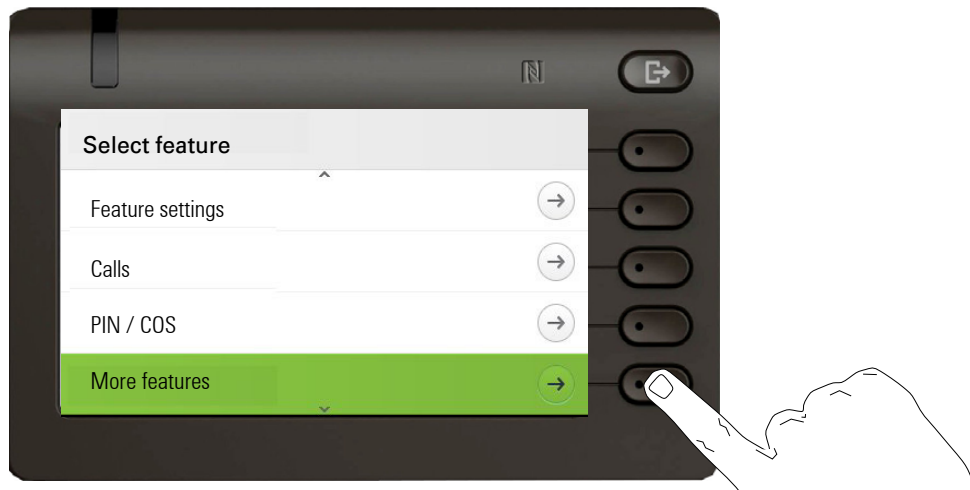 Select feature
Feature settings
Calls
PIN / COS
More features